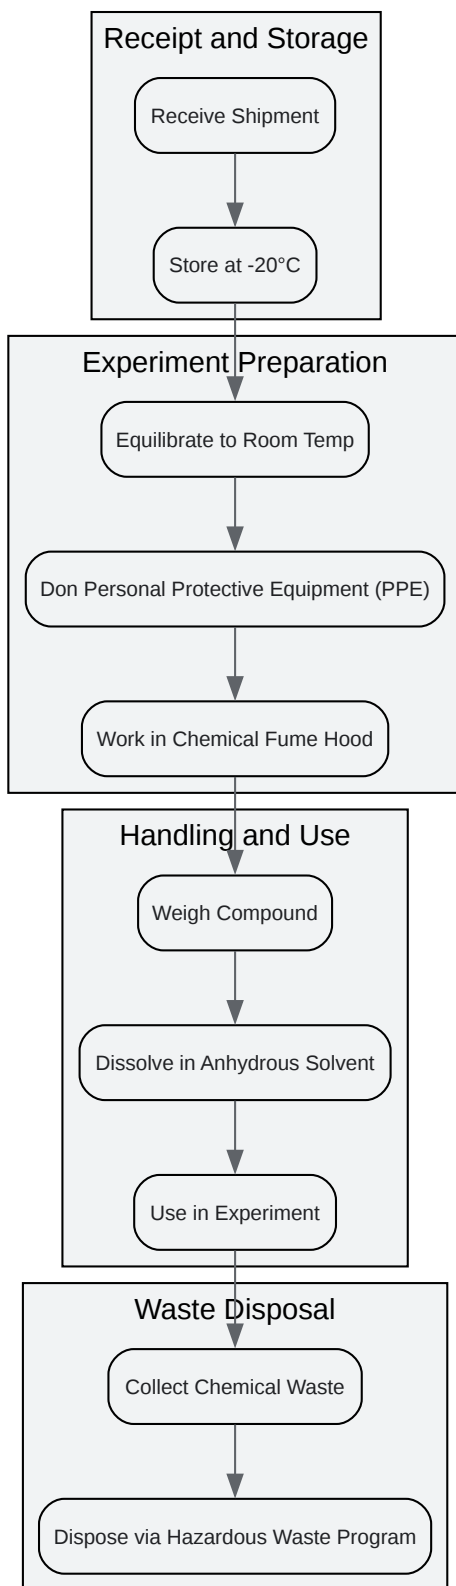 Receipt and Storage
Receive Shipment
Store at -20°C
Experiment Preparation
Equilibrate to Room Temp
Don Personal Protective Equipment (PPE)
Work in Chemical Fume Hood
Handling and Use
Weigh Compound
Dissolve in Anhydrous Solvent
Use in Experiment
Waste Disposal
Collect Chemical Waste
Dispose via Hazardous Waste Program